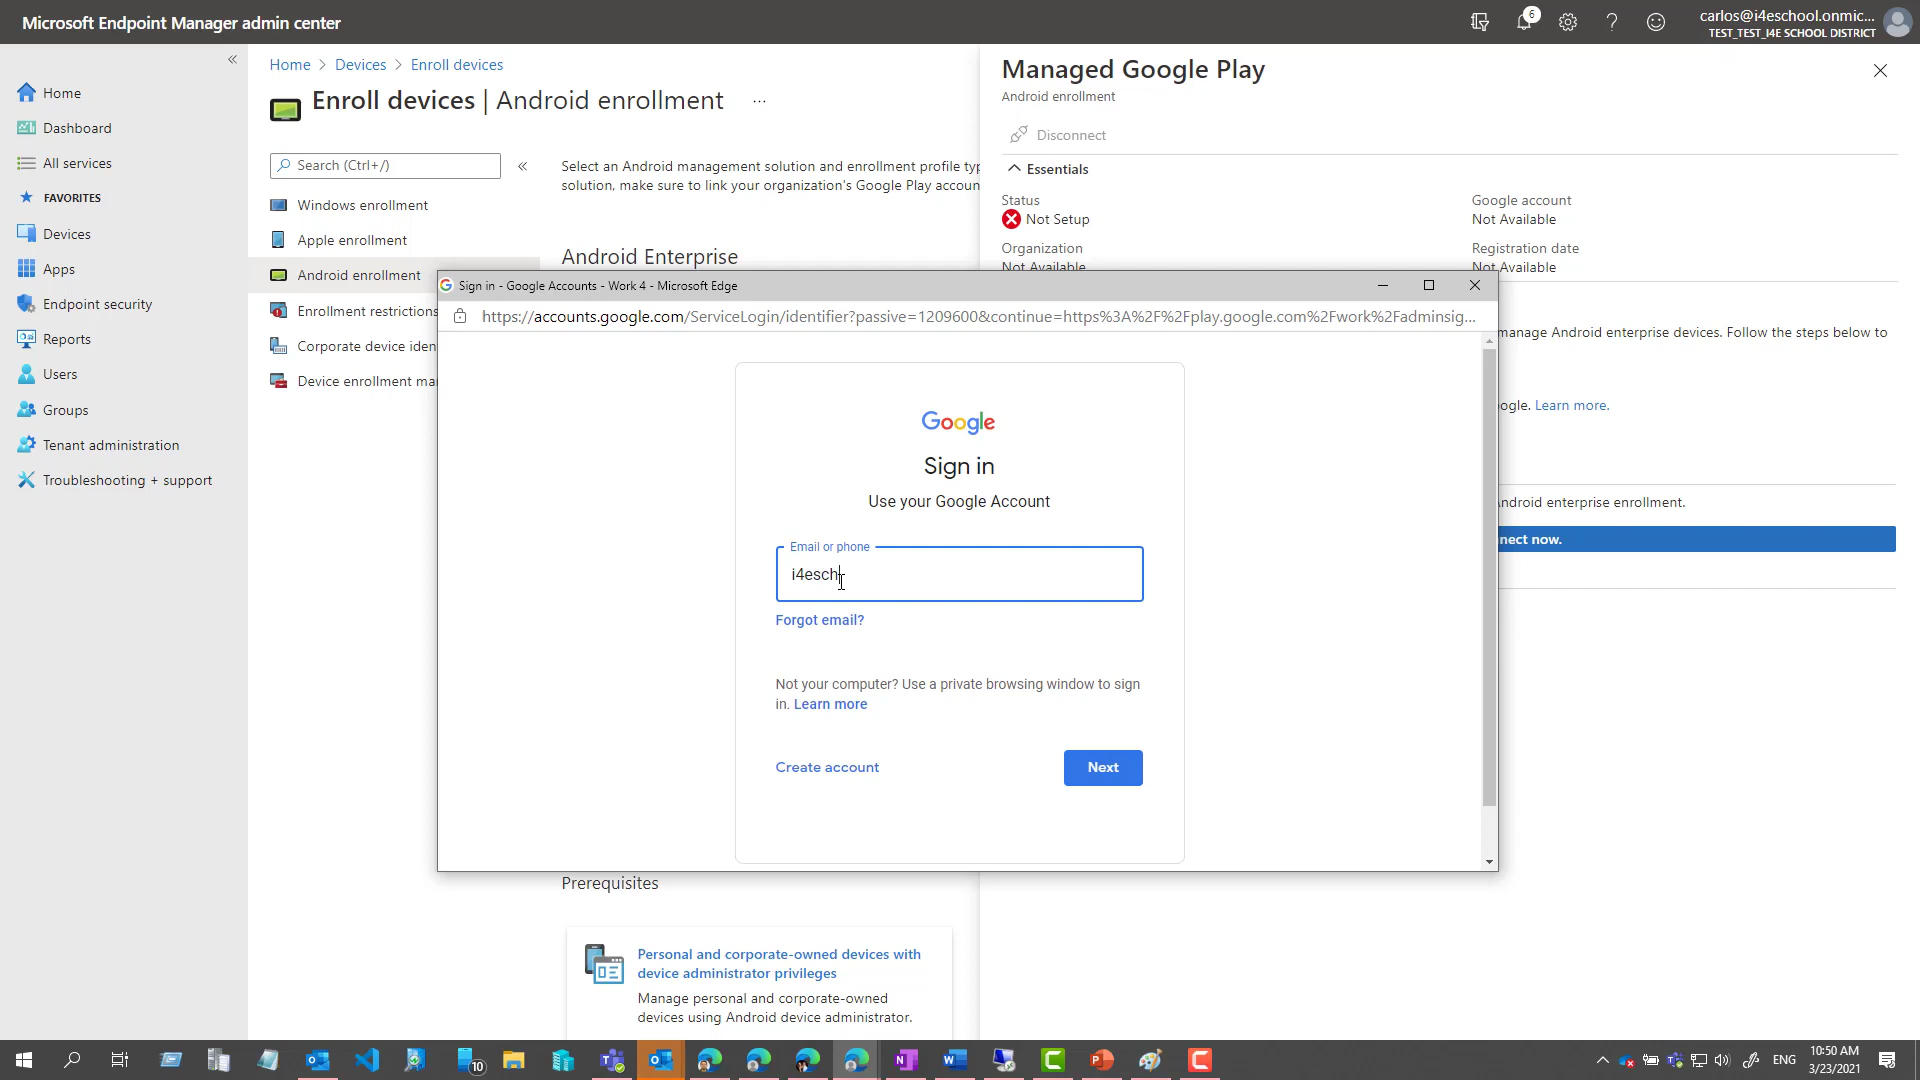 Microsoft Endpoint Manager admin center
6
carlos@i4eschool.onmic...
TEST_TEST_I4E SCHOOL DISTRICT
Home
Dashboard
All services
FAVORITES
Devices
Apps
Endpoint security
Reports
Users
Groups
Tenant administration
Troubleshooting + support
Home > Devices > Enroll devices
Enroll devices | Android enrollment ...
Search (Ctrl+/)
Windows enrollment
Apple enrollment
Android enrollment
Enrollment restrictions
Corporate device iden
Device enrollment ma
Select an Android management solution and enrollment profile typ
solution, make sure to link your organization's Google Play accoun
Android Enterprise
Prerequisites
Personal and corporate-owned devices with
device administrator privileges
Manage personal and corporate-owned
devices using Android device administrator.
Managed Google Play
Android enrollment
Disconnect
Essentials
Status
Not Setup
Google account
Not Available
Organization
Not Available
Registration date
Not Available
manage Android enterprise devices. Follow the steps below to
ogle. Learn more.
Android enterprise enrollment.
nect now.
Sign in - Google Accounts - Work 4 - Microsoft Edge
https://accounts.google.com/ServiceLogin/identifier?passive=1209600&continue=https%3A%2F%2Fplay.google.com%2Fwork%2Fadminsig...
Google
Sign in
Use your Google Account
Email or phone
i4esch
Forgot email?
Not your computer? Use a private browsing window to sign
in. Learn more
Create account
Next
10
ENG
10:50 AM
3/23/2021